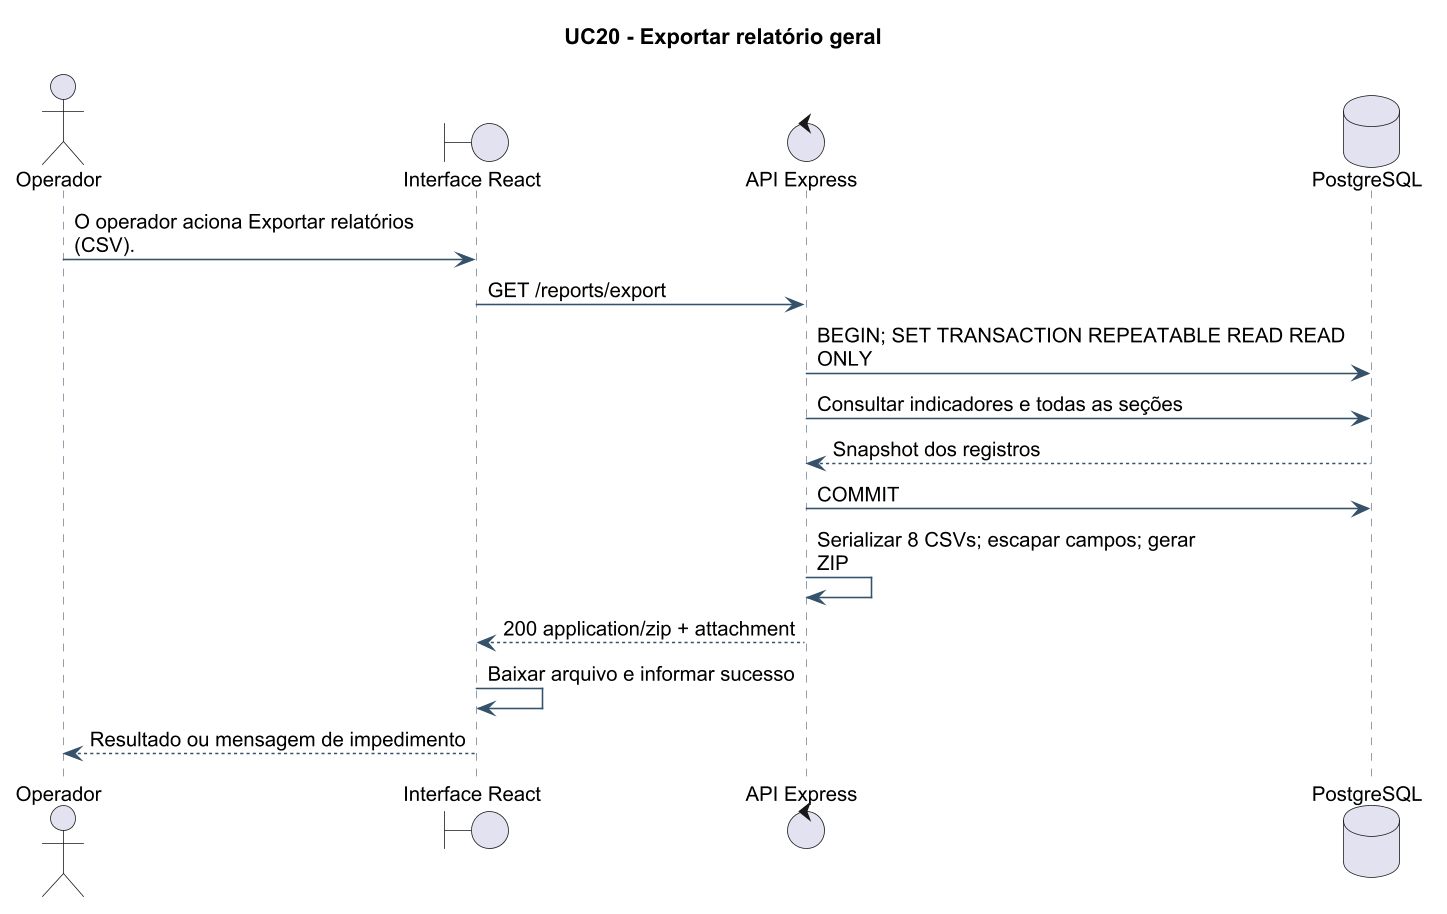 UC20 - Exportar relatório geral
Operador
Interface React
API Express
PostgreSQL
O operador aciona Exportar relatórios
(CSV).
GET /reports/export
BEGIN; SET TRANSACTION REPEATABLE READ READ
ONLY
Consultar indicadores e todas as seções
Snapshot dos registros
COMMIT
Serializar 8 CSVs; escapar campos; gerar
ZIP
200 application/zip + attachment
Baixar arquivo e informar sucesso
Resultado ou mensagem de impedimento
Operador
Interface React
API Express
PostgreSQL